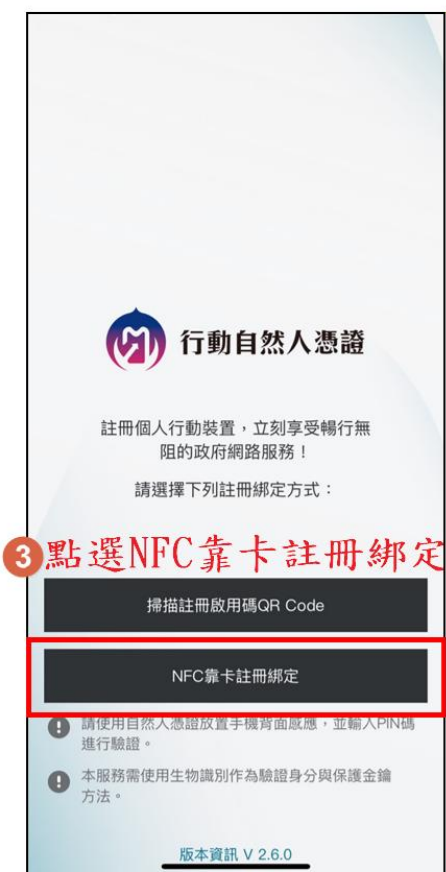 行動自然人憑證
註冊個人行動裝置，立刻享受暢行無
阻的政府網路服務！
請選擇下列註冊綁定方式：
3 點選NFC靠卡註冊綁定
掃描註冊啟用碼QR Code
NFC靠卡註冊綁定
請使用自然人憑證放置手機背面感應，並輸入PIN碼
進行驗證。
本服務需使用生物識別作為驗證身分與保護金鑰
方法。
版本資訊 V 2.6.0